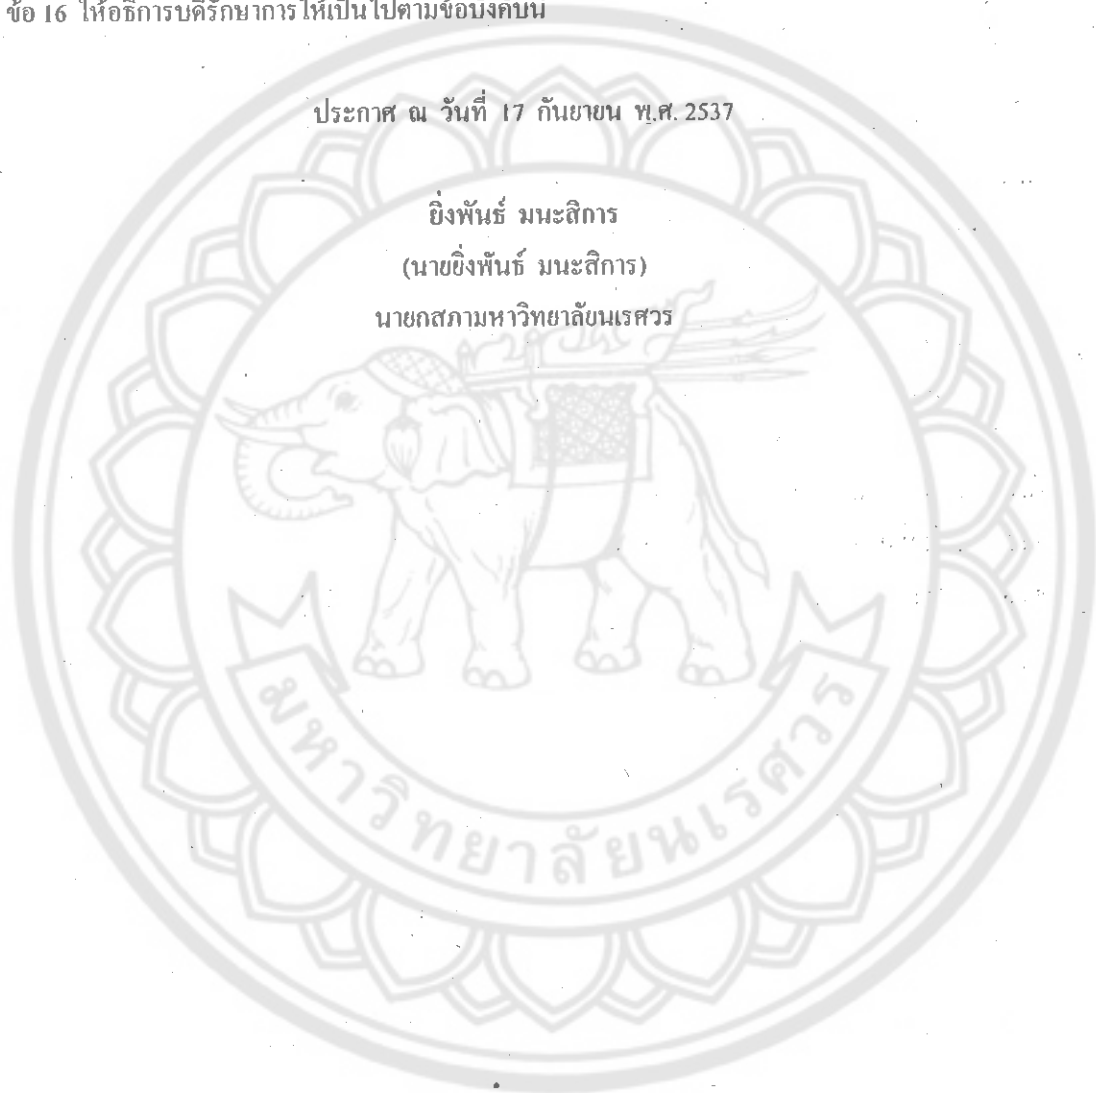 ข้อ 16 ให้อธิการบดีรักษาการให้เป็นไปตามข้อบังคับนี้
ประกาศ ณ วันที่ 17 กันยายน พ.ศ. 2537
ยิ่งพันธ์ มนะสิการ
(นายยิ่งพันธ์ มนะสิการ)
นายกสภามหาวิทยาลัยนเรศวร
มหาวิทยาลัยนเรศวร